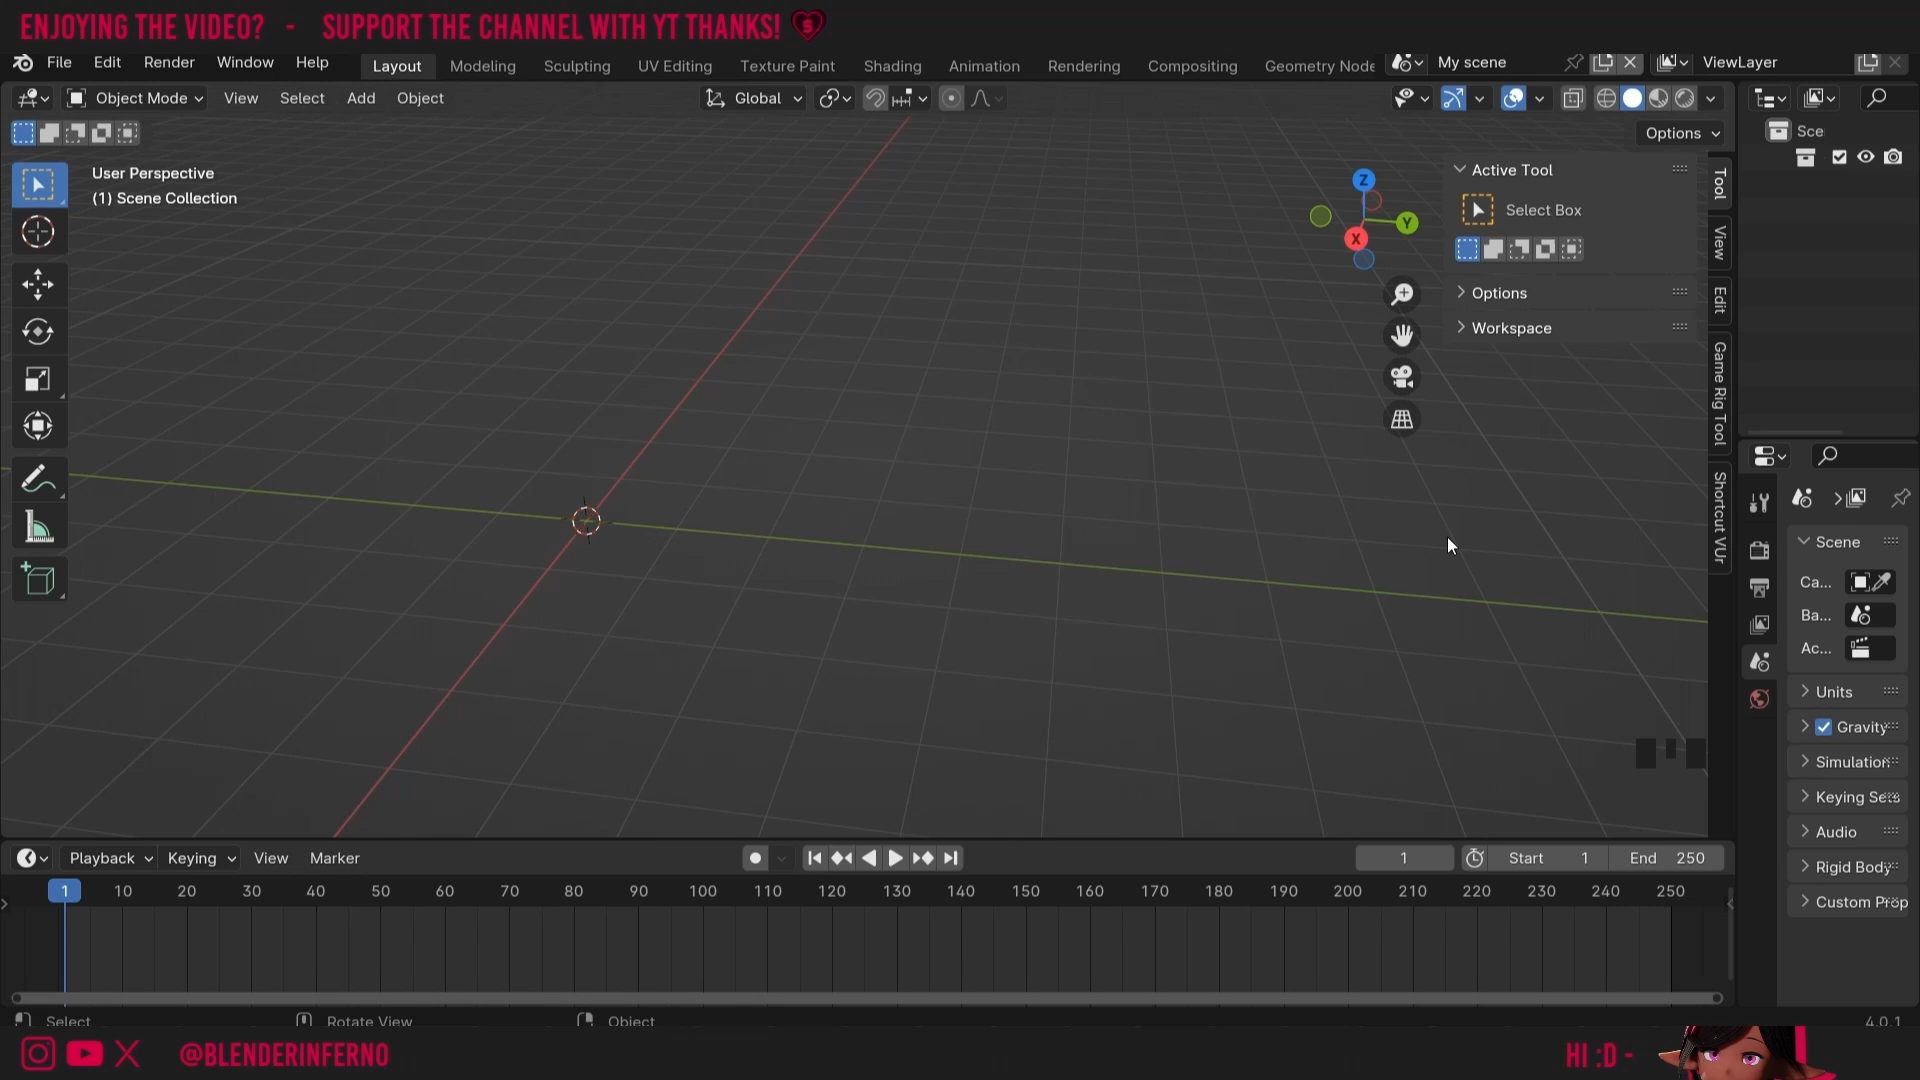 ENJOYING THE VIDEO? - SUPPORT THE CHANNEL WITH YT THANKS! $
File Edit Render Window Help Layout Modeling Sculpting UV Editing Texture Paint Shading Animation Rendering Compositing Geometry Node My scene ViewLayer
Object Mode View Select Add Object Global
Options
User Perspective
(1) Scene Collection
Z
Y
X
Active Tool
Select Box
Options
Workspace
Tool
View
Edit
Game Rig Tool
Shortcut VUr
Sce
Scene
Ca...
Ba...
Ac...
Units
Gravity
Simulation
Keying Sets
Audio
Rigid Body
Custom Prop
Playback Keying View Marker 1 Start 1 End 250
1 10 20 30 40 50 60 70 80 90 100 110 120 130 140 150 160 170 180 190 200 210 220 230 240 250
Select Rotate View Object 4.0.1
@BLENDERINFERNO HI :D -